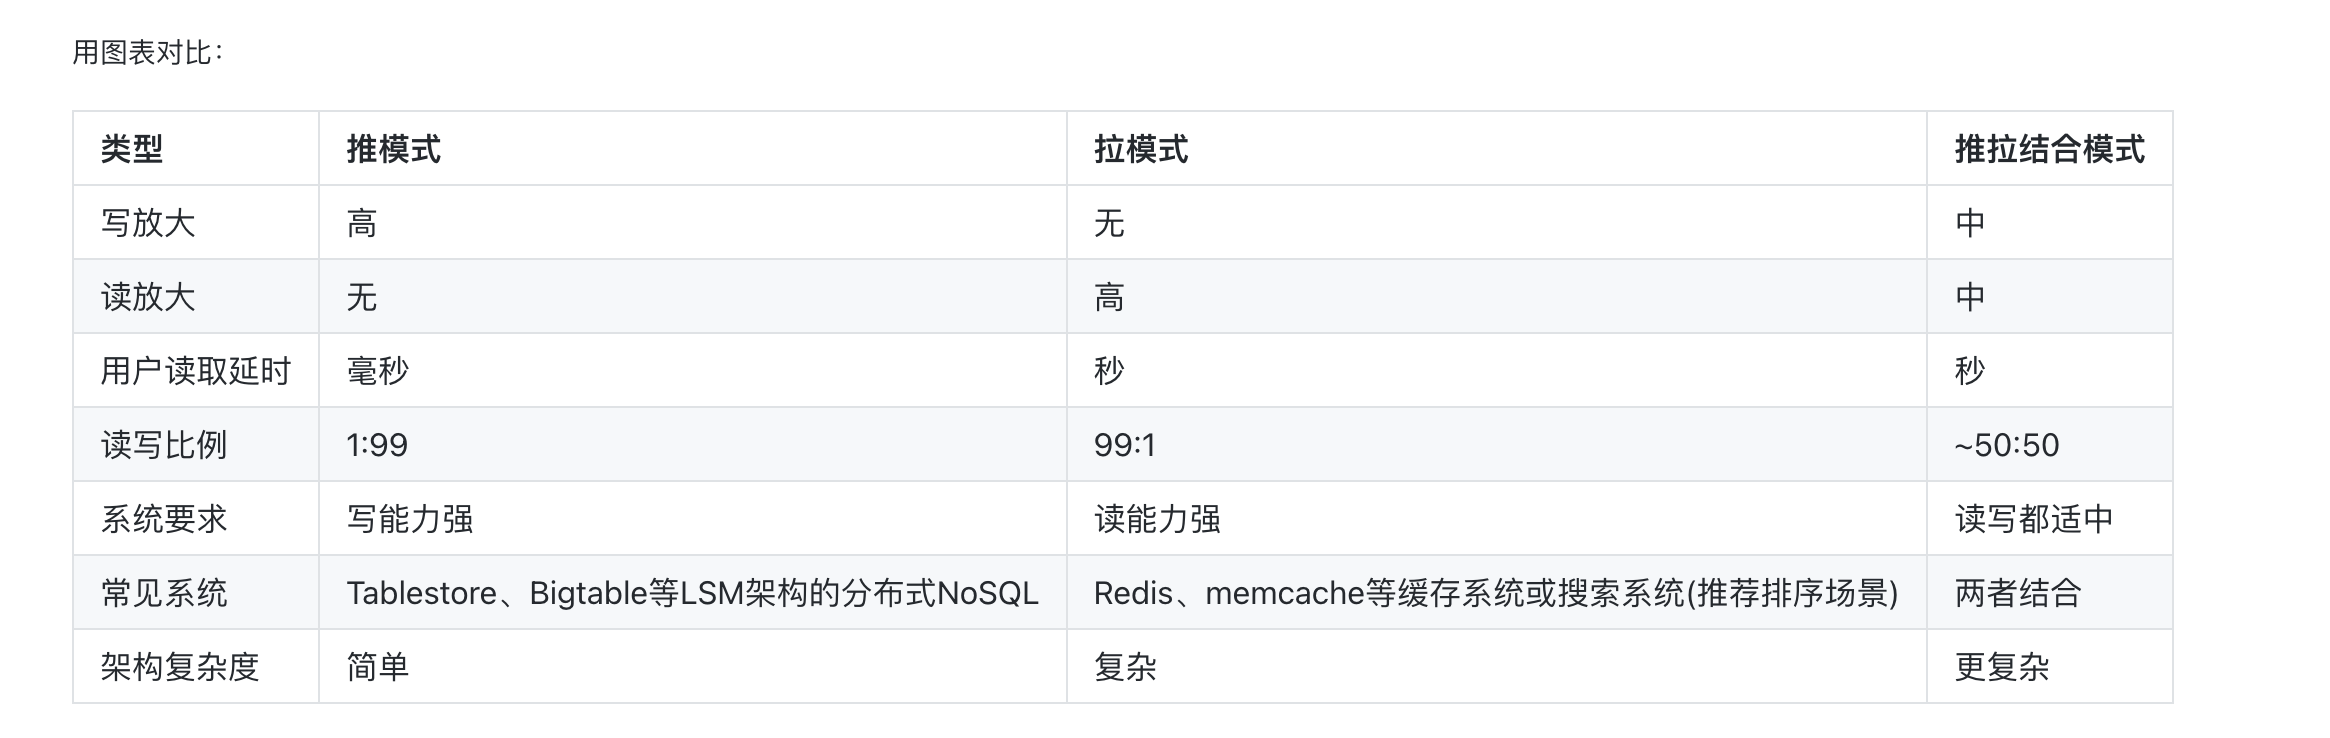 用图表对比：
类型 推模式 拉模式 推拉结合模式
写放大 高 无 中
读放大 无 高 中
用户读取延时 毫秒 秒 秒
读写比例 1:99 99:1 ~50:50
系统要求 写能力强 读能力强 读写都适中
常见系统 Tablestore、Bigtable等LSM架构的分布式NoSQL Redis、memcache等缓存系统或搜索系统(推荐排序场景) 两者结合
架构复杂度 简单 复杂 更复杂